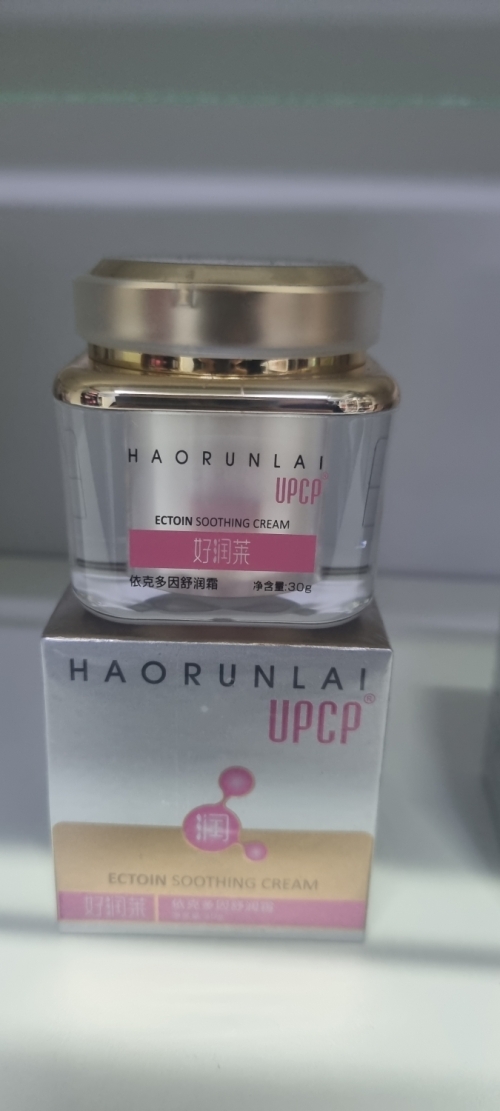 HAORUNLAI
UPCP
ECTOIN SOOTHING CREAM
好润莱
依克多因舒润霜 净含量:30g
HAORUNLAI
UPCP®
润
ECTOIN SOOTHING CREAM
好润莱 依克多因舒润霜